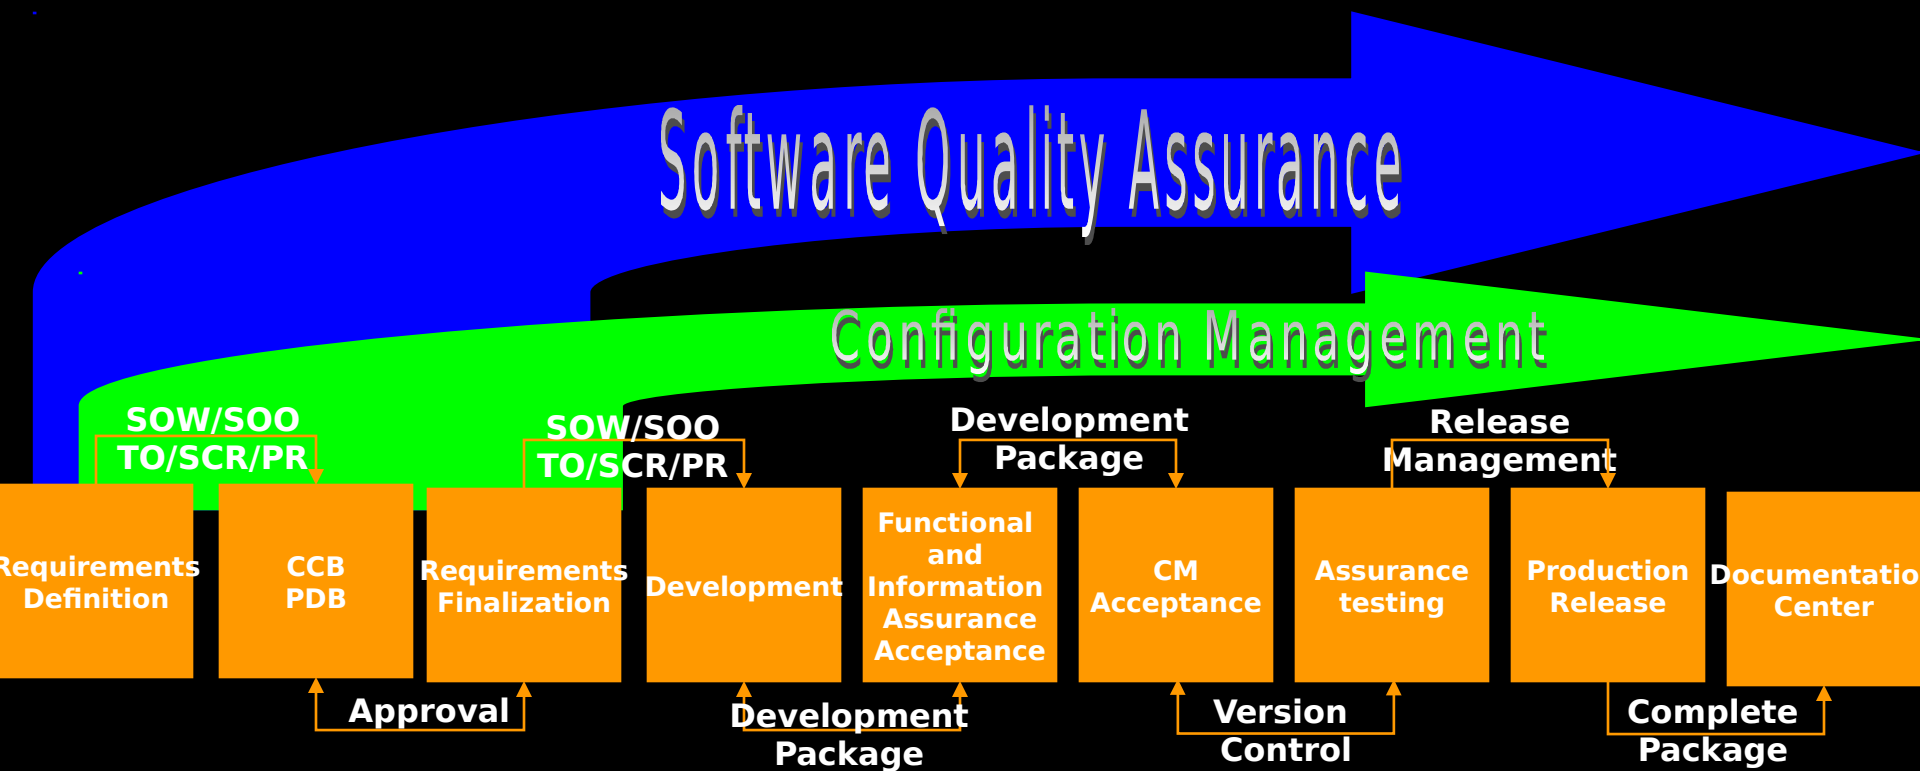 Software Quality Assurance
Configuration Management
SOW/SOO
TO/SCR/PR
SOW/SOO
TO/SCR/PR
Development
Package
Release
Management
Requirements
Definition
CCB
PDB
Requirements
Finalization
Development
Functional
and
Information
Assurance
Acceptance
CM
Acceptance
Assurance
testing
Production
Release
Documentatio
Center
Approval
Development
Package
Version
Control
Complete
Package